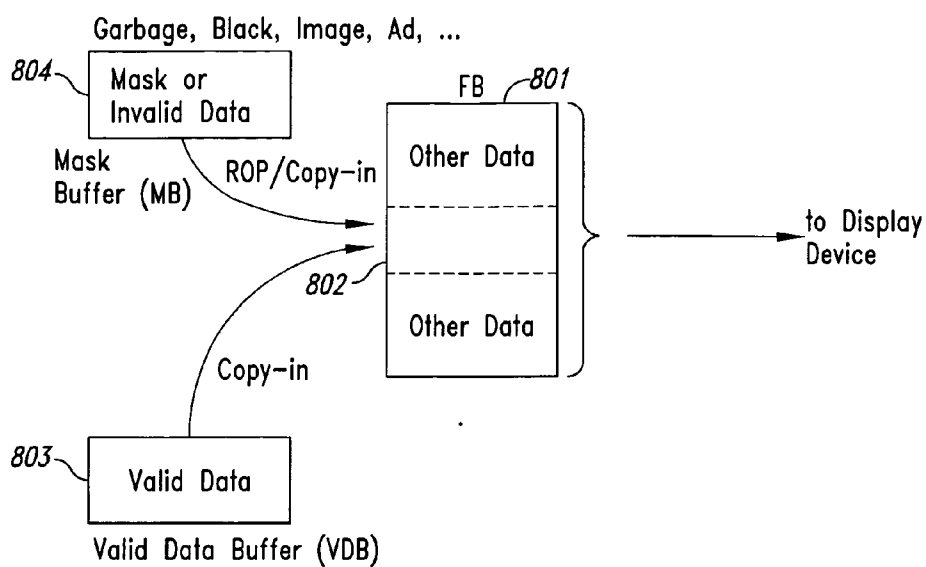 Garbage, Black, Image, Ad, ...
804
Mask or
Invalid Data
Mask
Buffer (MB)
ROP/Copy-in
FB
801
Other Data
802
Other Data
to Display
Device
Copy-in
803
Valid Data
Valid Data Buffer (VDB)